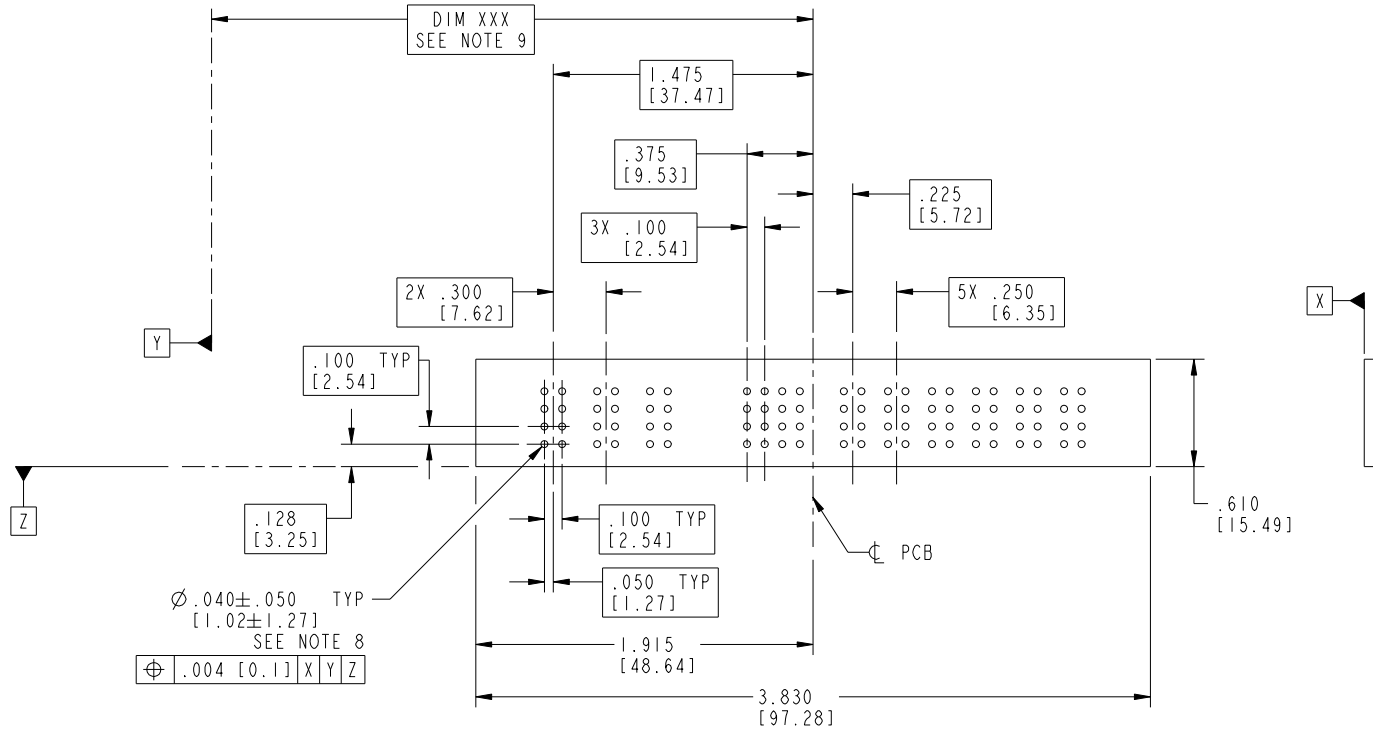 DIM XXX
SEE NOTE 9
1.475
[37.47]
.375
[9.53]
.225
[5.72]
3X .100
[2.54]
2X .300
[7.62]
5X .250
[6.35]
X
Y
.100 TYP
[2.54]
Z
.128
[3.25]
.100 TYP
[2.54]
.610
[15.49]
℄ PCB
.050 TYP
[1.27]
Ø.040±.050 TYP
[1.02±1.27]
SEE NOTE 8
⌖ .004 [0.1] X Y Z
1.915
[48.64]
3.830
[97.28]